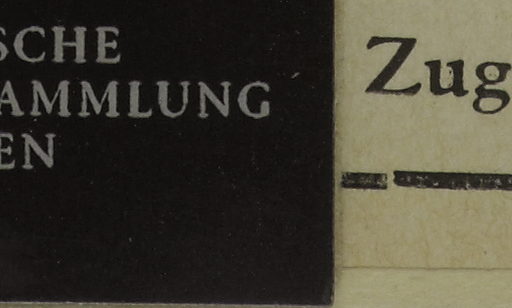 SCHE
AMMLUNG
EN
Zug